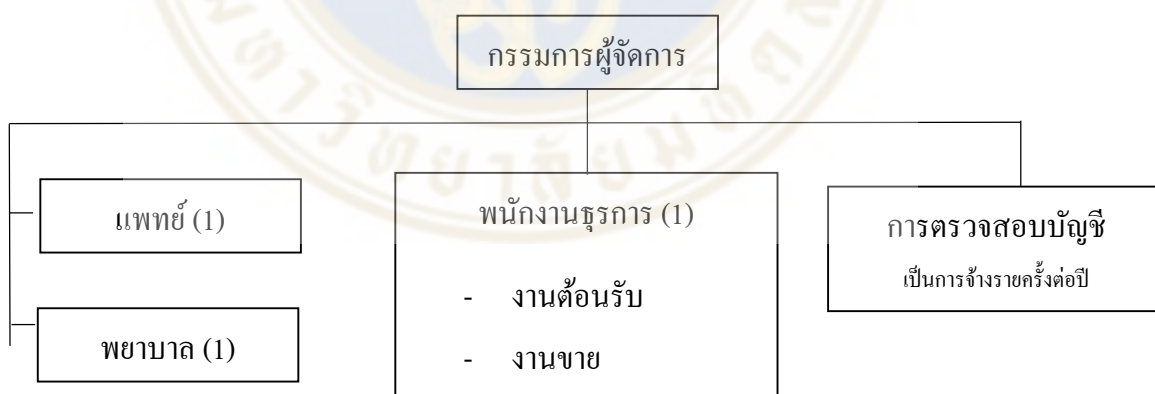 กรรมการผู้จัดการ
แพทย์ (1)
พนักงานธุรการ (1)
- งานต้อนรับ
- งานขาย
การตรวจสอบบัญชี
เป็นการจ้างรายครั้งต่อปี
พยาบาล (1)